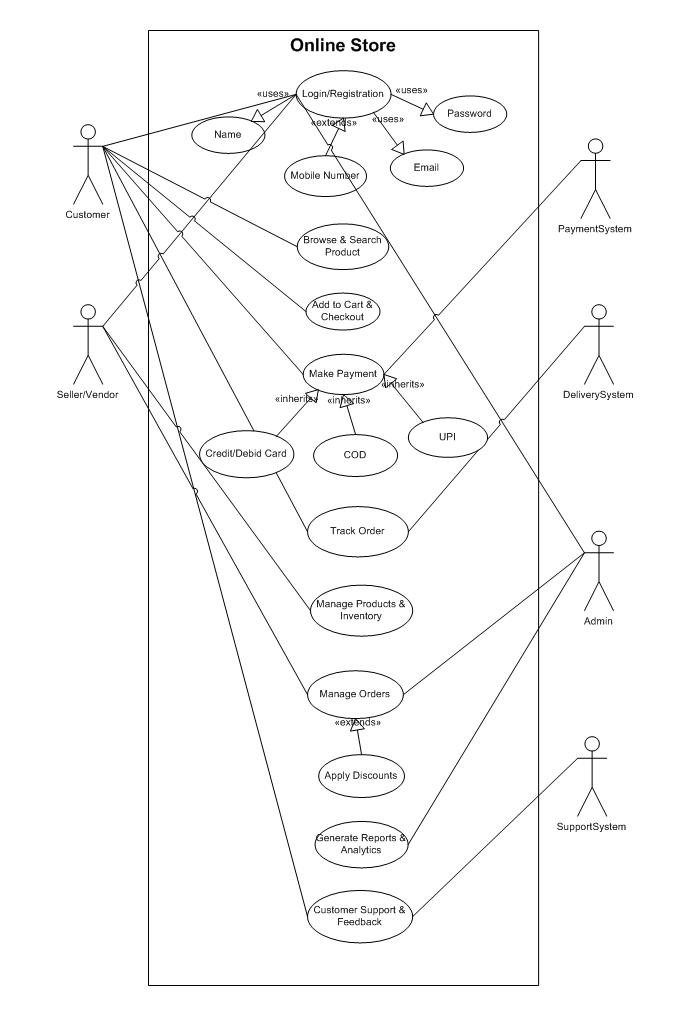 Online Store
«uses»
Login/Registration
«uses»
Password
Name
«extends»
«uses»
Mobile Number
Email
Customer
PaymentSystem
Browse & Search
Product
Add to Cart &
Checkout
Make Payment
Seller/Vendor
DeliverySystem
«inherits»
«inherits»
«inherits»
Credit/Debid Card
COD
UPI
Track Order
Manage Products &
Inventory
Admin
Manage Orders
«extends»
Apply Discounts
Generate Reports &
Analytics
SupportSystem
Customer Support &
Feedback